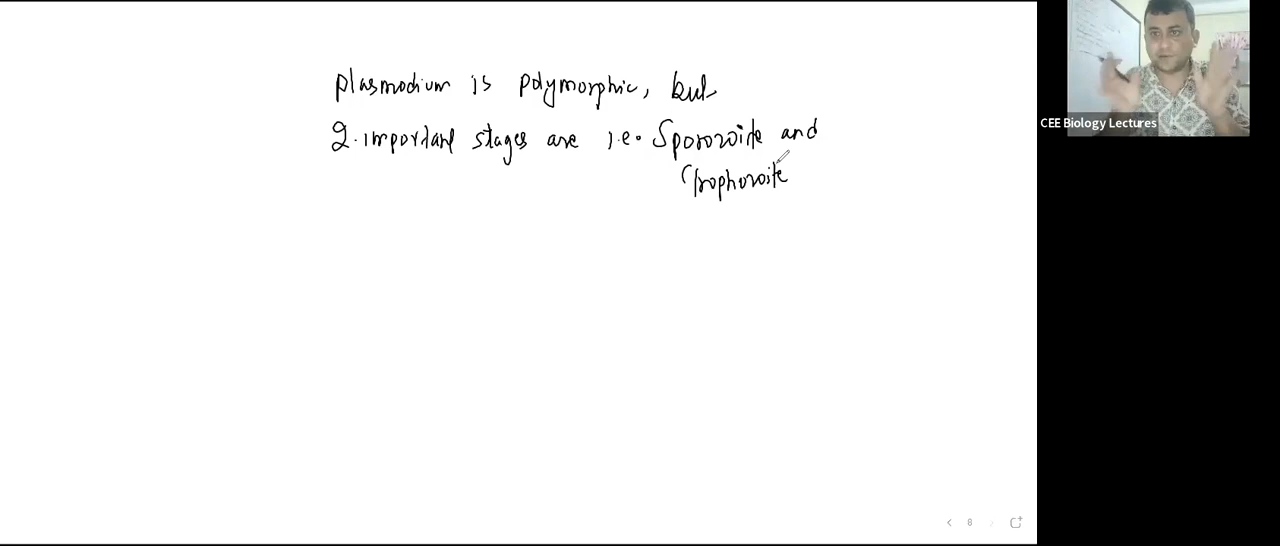 plasmodium is polymorphic, but
2 important stages are i.e. Sporozoite and
Trophozoite
CEE Biology Lectures
8